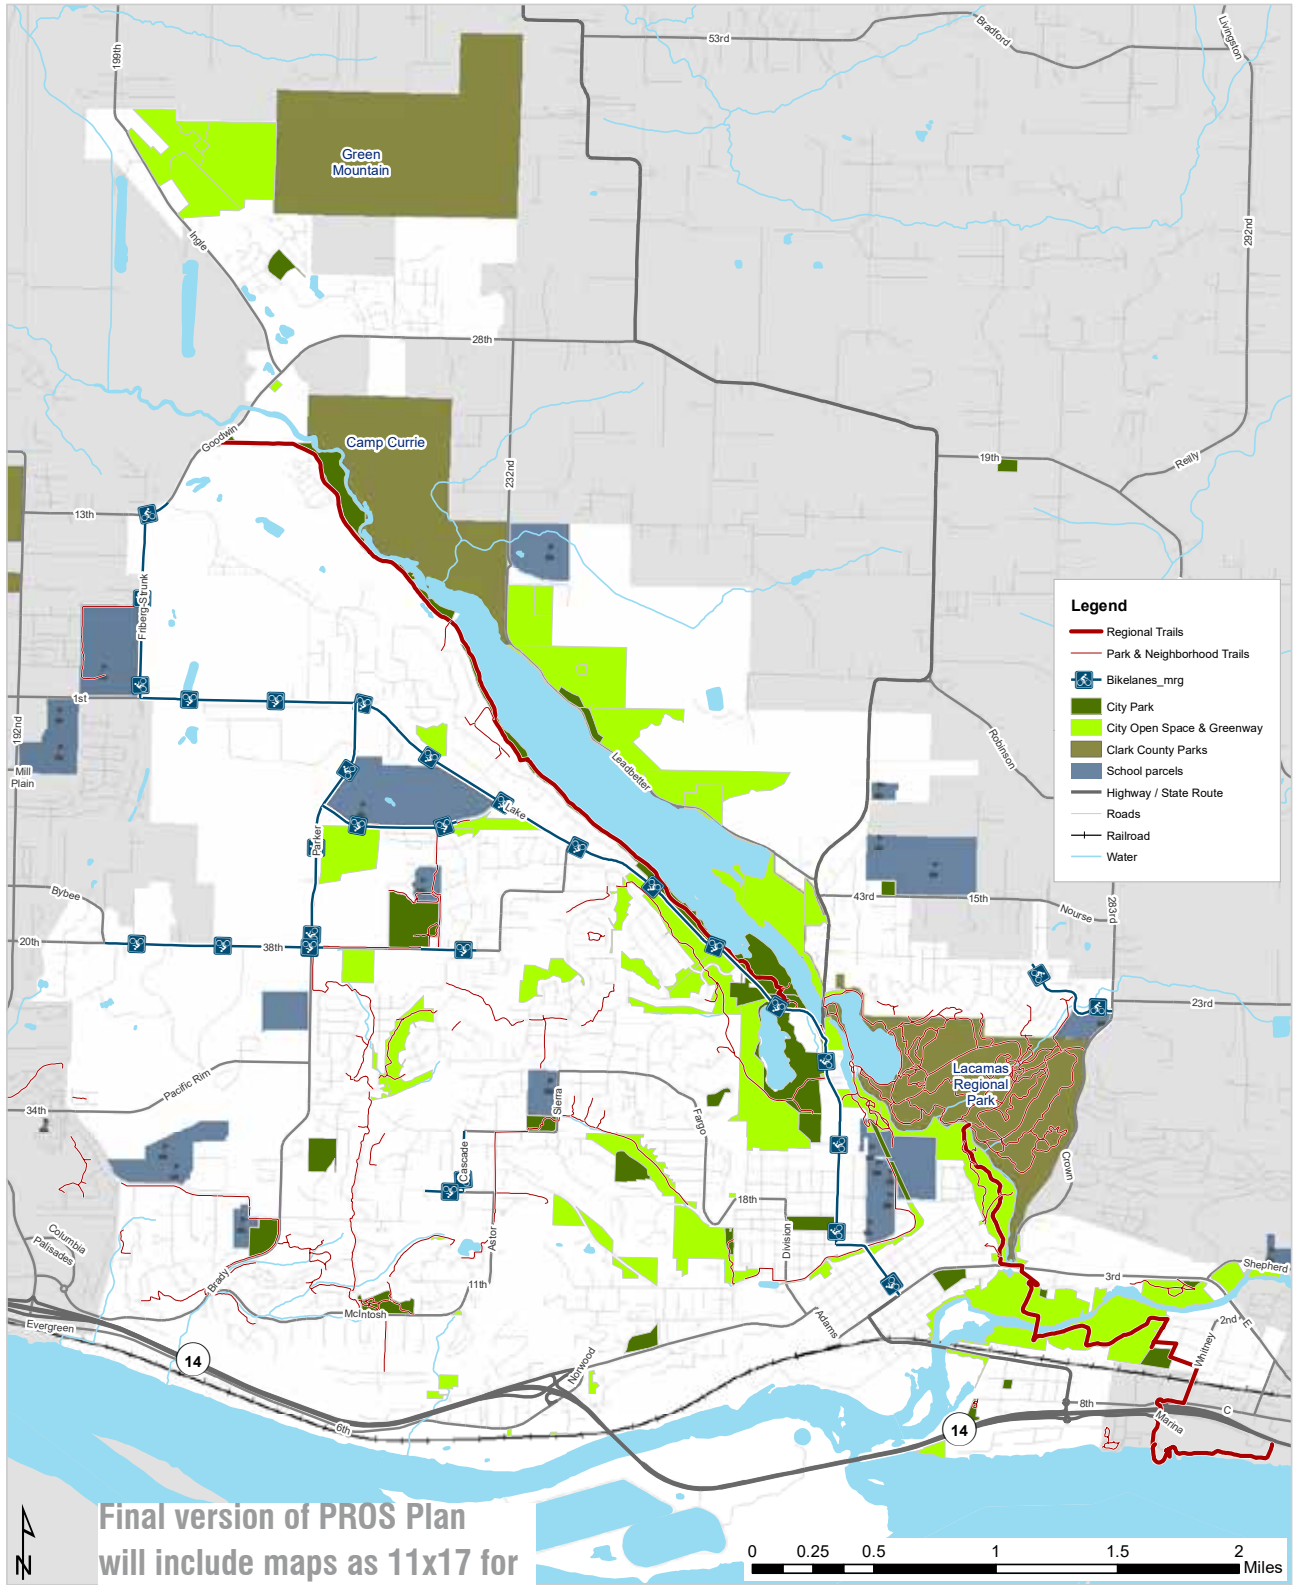 199th
53rd
Bradford
Livingston
Green
Mountain
Ingle
292nd
28th
Goodwin
Camp Currie
232nd
19th
Reilly
13th
Friberg-Strunk
Legend
Regional Trails
Park & Neighborhood Trails
Bikelanes_mrg
City Park
City Open Space & Greenway
Clark County Parks
School parcels
Highway / State Route
Roads
Railroad
Water
1st
192nd
Mill
Plain
Robinson
Leadbetter
Lake
Parker
Bybee
43rd
15th
Nourse
283rd
20th
38th
23rd
Pacific Rim
34th
Lacamas
Regional
Park
Sierra
Fargo
Cascade
Crown
18th
Division
Astor
Columbia
Palisades
Brady
11th
McIntosh
Evergreen
14
3rd
Shepherd
2nd
E
Whitney
Adams
Norwood
6th
8th
C
Marina
14
N
Final version of PROS Plan
will include maps as 11x17 for
0 0.25 0.5 1 1.5 2
Miles